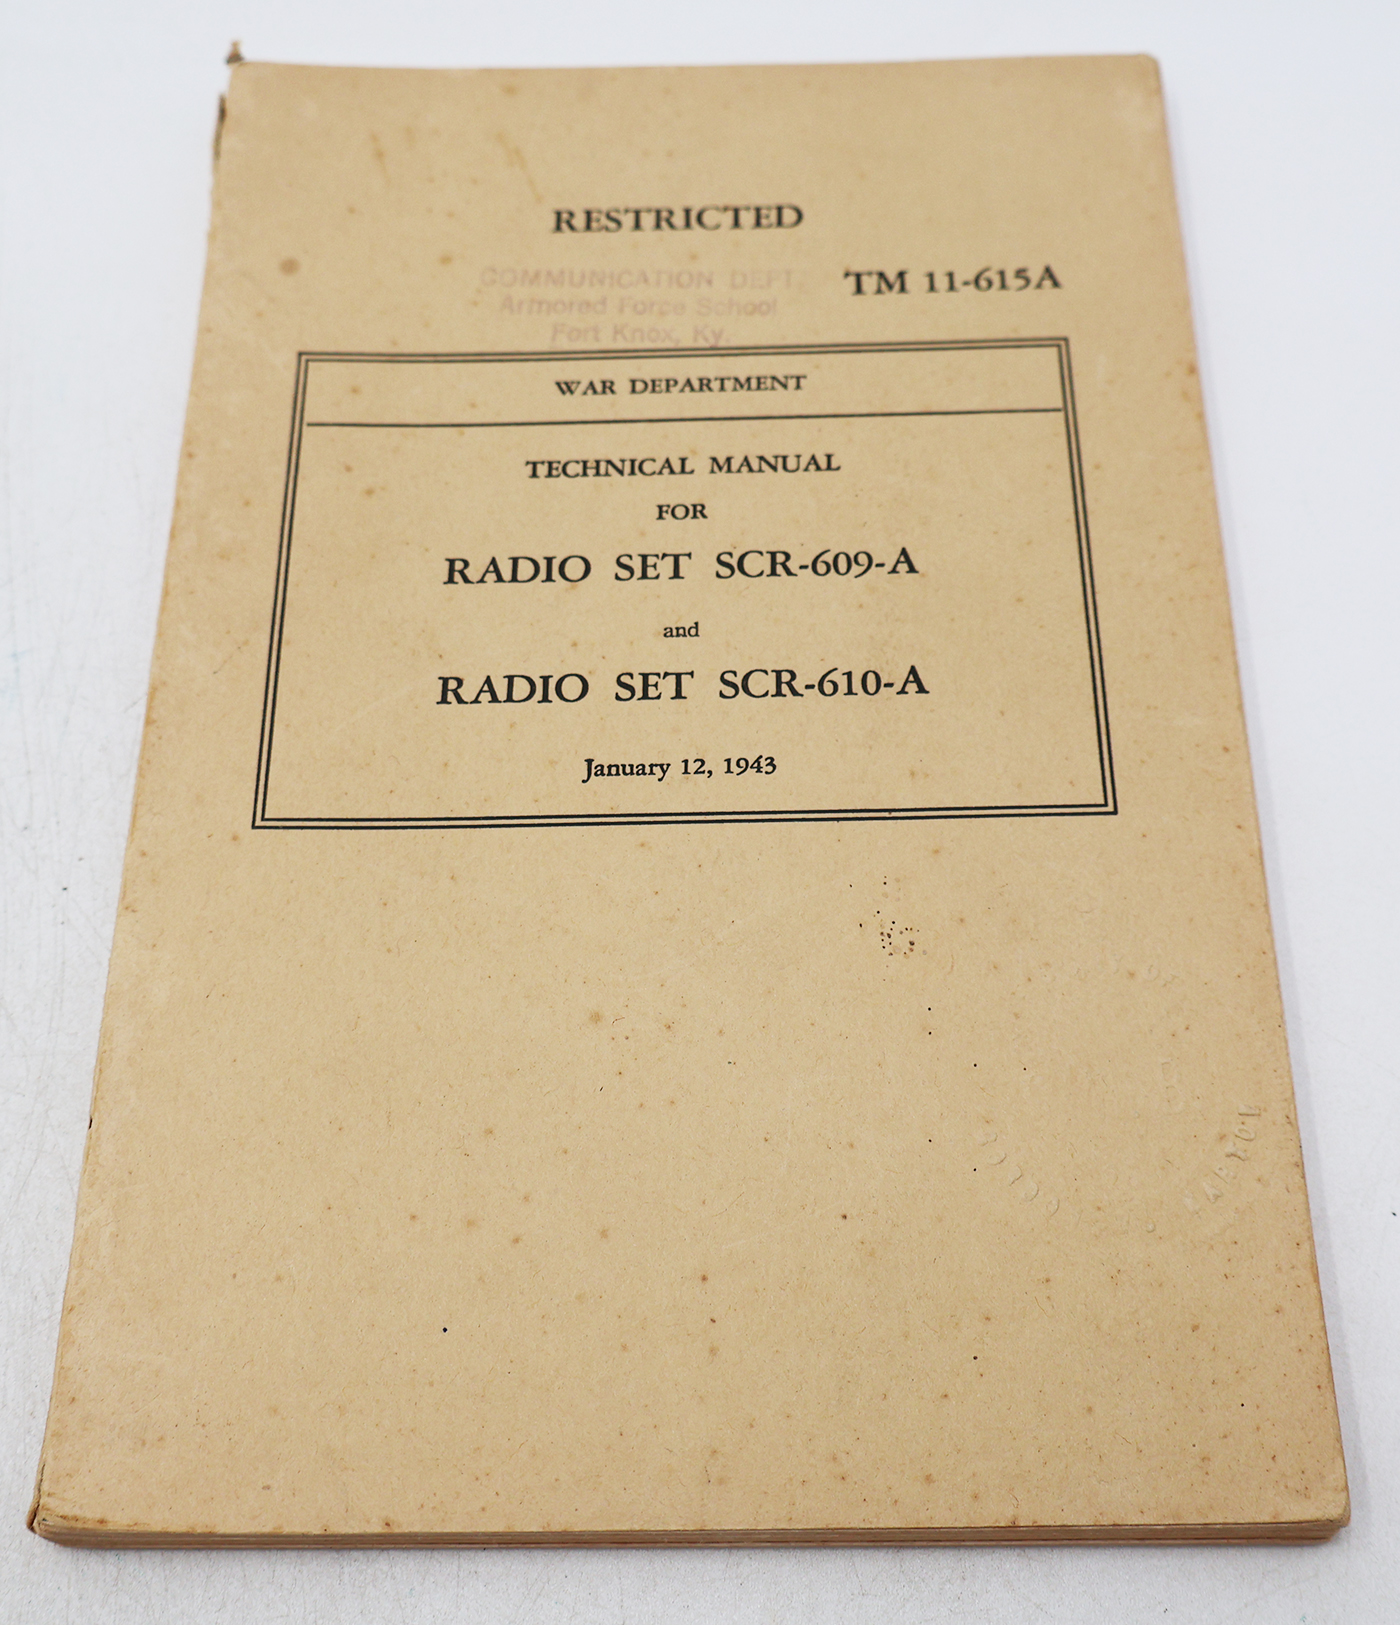 RESTRICTED
COMMUNICATION DEPT.
Armored Force School
Fort Knox, Ky.
TM 11-615A
WAR DEPARTMENT
TECHNICAL MANUAL
FOR
RADIO SET SCR-609-A
and
RADIO SET SCR-610-A
January 12, 1943